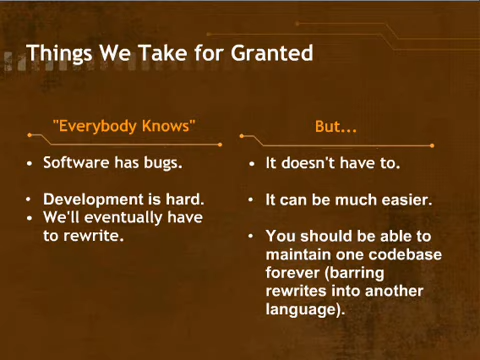 Things We Take for Granted
"Everybody Knows"
• Software has bugs.
• Development is hard.
• We'll eventually have
to rewrite.
But...
• It doesn't have to.
• It can be much easier.
• You should be able to
maintain one codebase
forever (barring
rewrites into another
language).